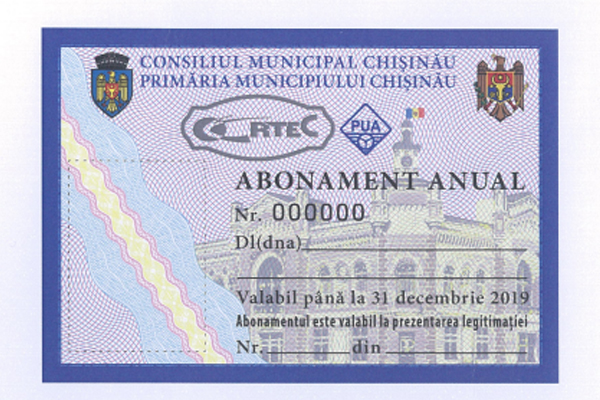 CONSILIUL MUNICIPAL CHIȘINĂU
PRIMĂRIA MUNICIPIULUI CHIȘINĂU
CORTEC
PUA
ABONAMENT ANUAL
Nr. 000000
Dl(dna)
Valabil până la 31 decembrie 2019
Abonamentul este valabil la prezentarea legitimației
Nr. din